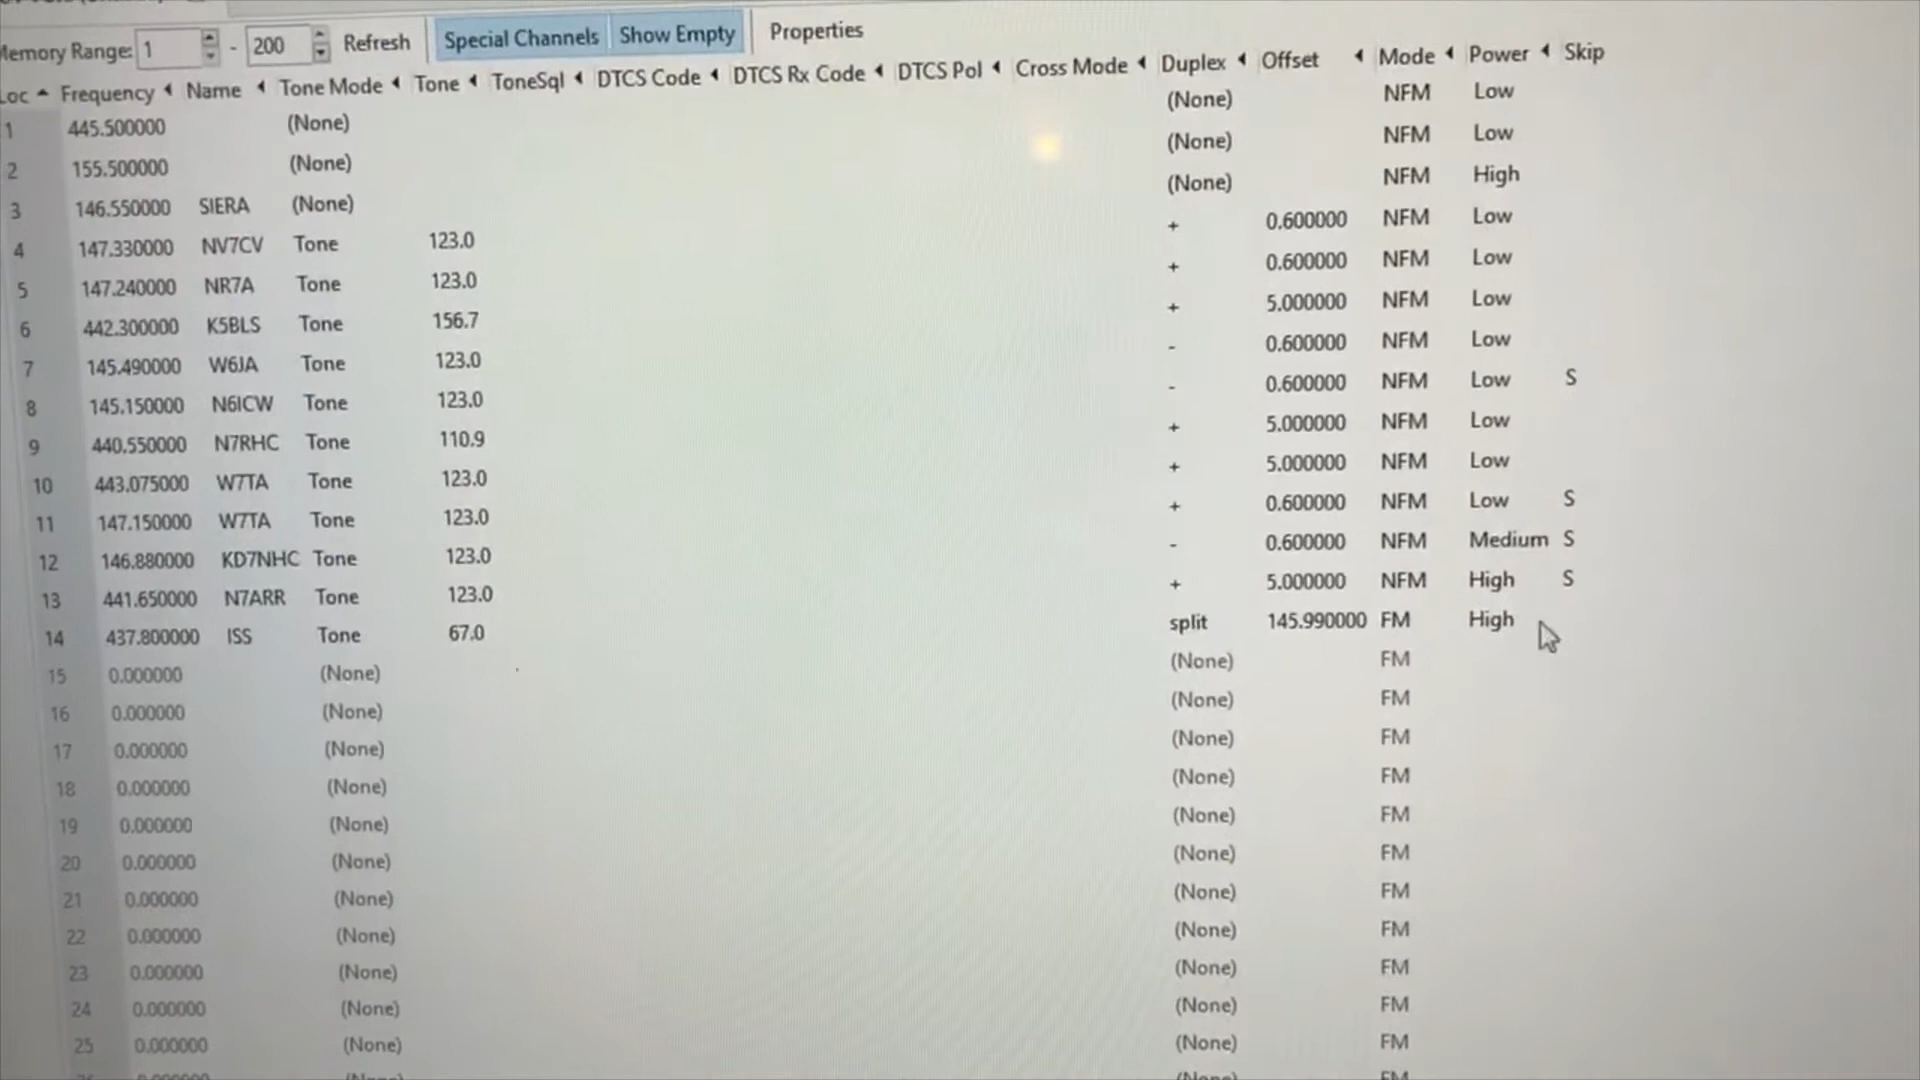 Memory Range: 1 - 200 Refresh Special Channels Show Empty Properties
Loc Frequency Name Tone Mode Tone ToneSql DTCS Code DTCS Rx Code DTCS Pol Cross Mode Duplex Offset Mode Power Skip
1 445.500000 (None) (None) NFM Low
2 155.500000 (None) (None) NFM Low
3 146.550000 SIERA (None) (None) NFM High
4 147.330000 NV7CV Tone 123.0 + 0.600000 NFM Low
5 147.240000 NR7A Tone 123.0 + 0.600000 NFM Low
6 442.300000 K5BLS Tone 156.7 + 5.000000 NFM Low
7 145.490000 W6JA Tone 123.0 - 0.600000 NFM Low
8 145.150000 N6ICW Tone 123.0 - 0.600000 NFM Low S
9 440.550000 N7RHC Tone 110.9 + 5.000000 NFM Low
10 443.075000 W7TA Tone 123.0 + 5.000000 NFM Low
11 147.150000 W7TA Tone 123.0 + 0.600000 NFM Low S
12 146.880000 KD7NHC Tone 123.0 - 0.600000 NFM Medium S
13 441.650000 N7ARR Tone 123.0 + 5.000000 NFM High S
14 437.800000 ISS Tone 67.0 split 145.990000 FM High
15 0.000000 (None) (None) FM
16 0.000000 (None) (None) FM
17 0.000000 (None) (None) FM
18 0.000000 (None) (None) FM
19 0.000000 (None) (None) FM
20 0.000000 (None) (None) FM
21 0.000000 (None) (None) FM
22 0.000000 (None) (None) FM
23 0.000000 (None) (None) FM
24 0.000000 (None) (None) FM
25 0.000000 (None) (None) FM